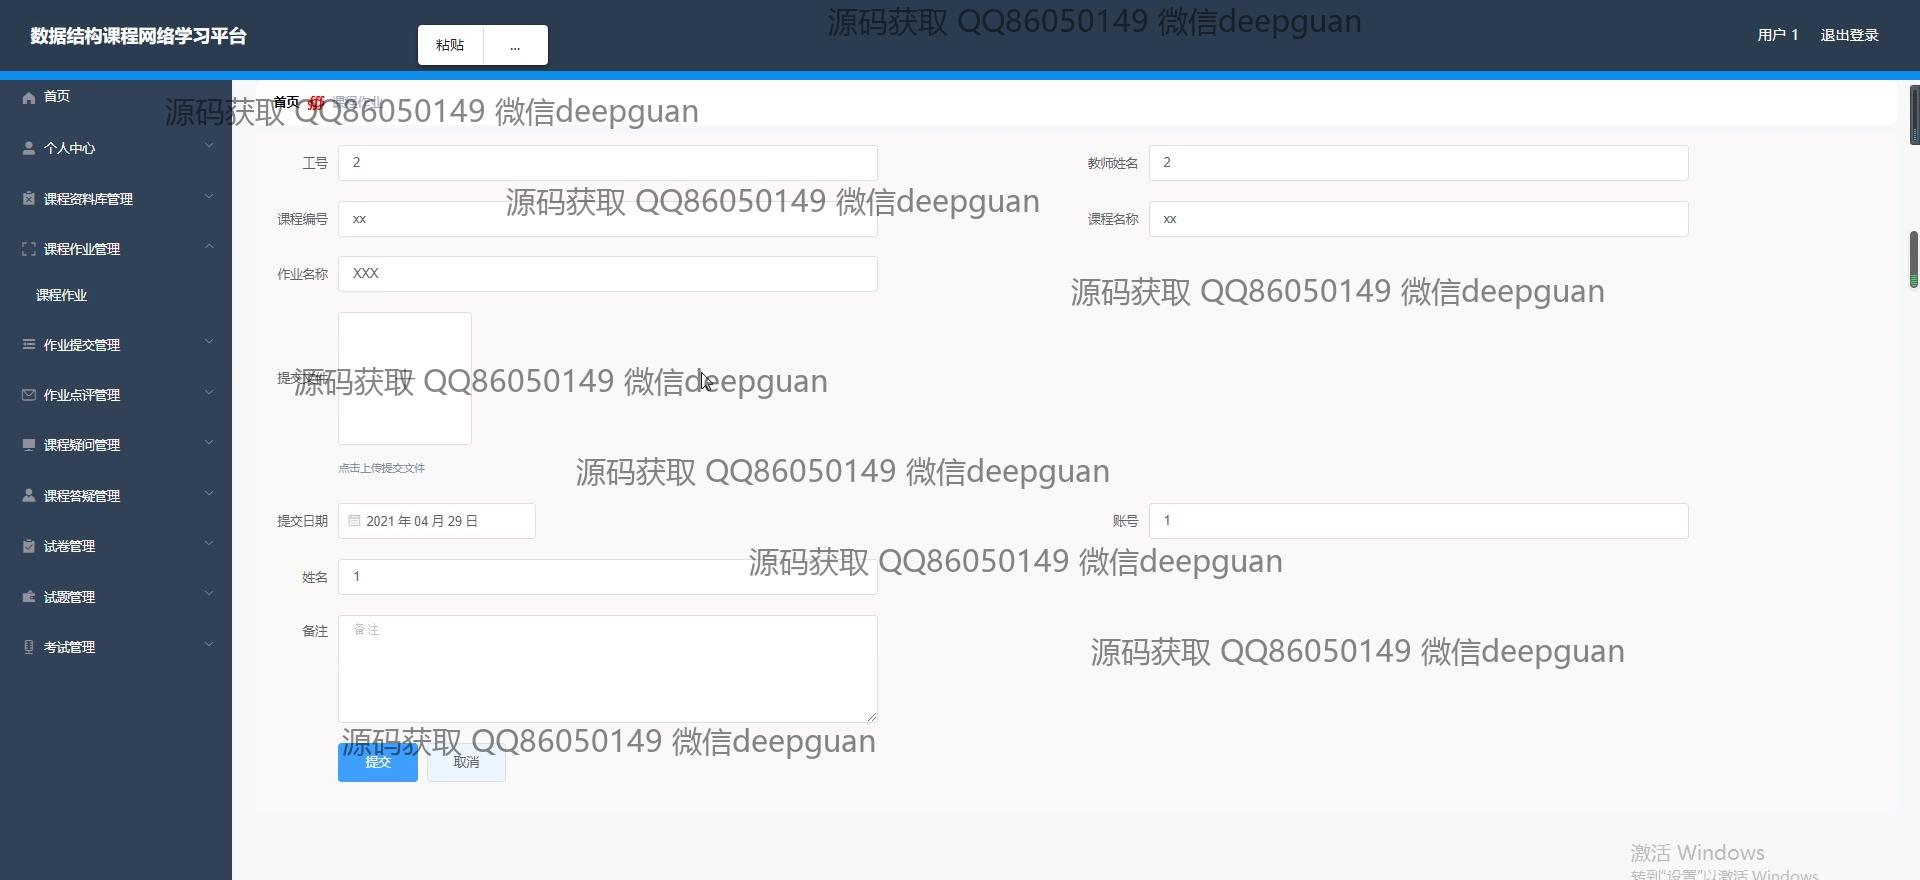 数据结构课程网络学习平台
粘贴
...
源码获取 QQ86050149 微信deepguan
用户 1
退出登录
首页
首页
课程作业
源码获取 QQ86050149 微信deepguan
个人中心
工号
2
教师姓名
2
课程资料库管理
源码获取 QQ86050149 微信deepguan
课程编号
xx
课程名称
xx
课程作业管理
作业名称
XXX
课程作业
源码获取 QQ86050149 微信deepguan
作业提交管理
提交文件
源码获取 QQ86050149 微信deepguan
作业点评管理
课程疑问管理
点击上传提交文件
源码获取 QQ86050149 微信deepguan
课程答疑管理
提交日期
2021 年 04 月 29 日
账号
1
试卷管理
源码获取 QQ86050149 微信deepguan
姓名
1
试题管理
备注
备注
考试管理
源码获取 QQ86050149 微信deepguan
源码获取 QQ86050149 微信deepguan
提交
取消
激活 Windows
转到“设置”以激活 Windows